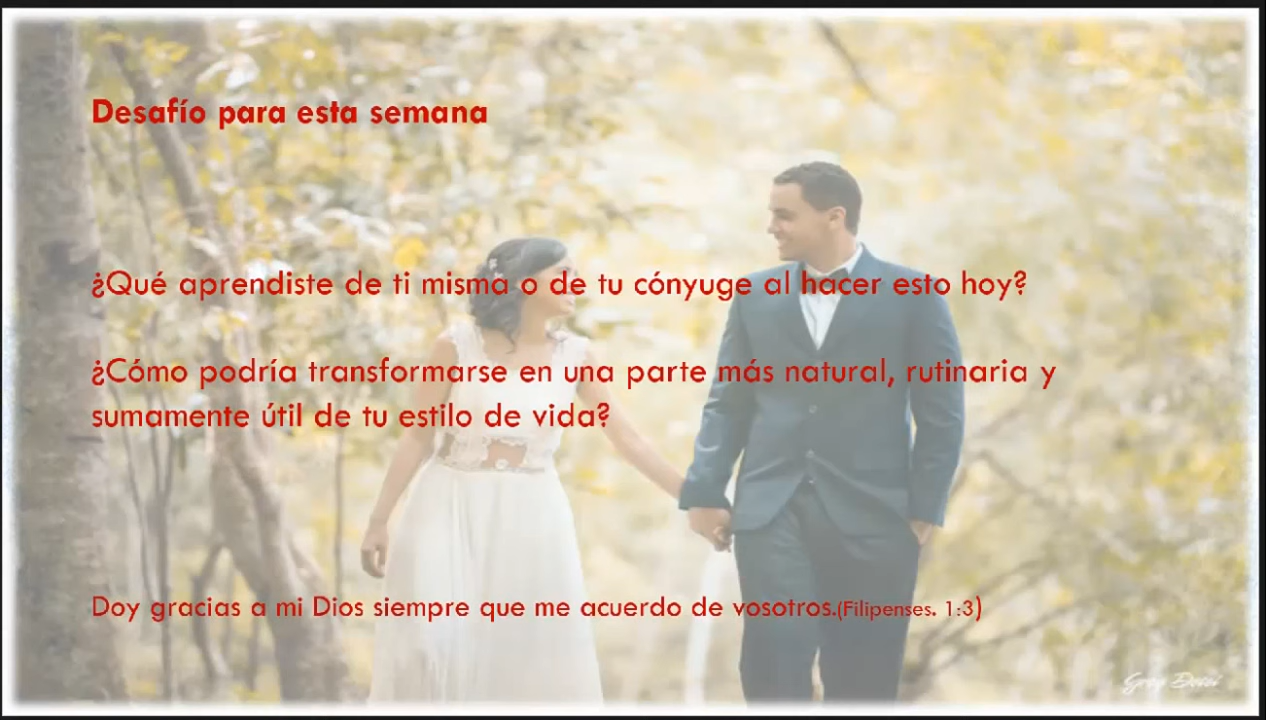 Desafío para esta semana
¿Qué aprendiste de ti misma o de tu cónyuge al hacer esto hoy?
¿Cómo podría transformarse en una parte más natural, rutinaria y
sumamente útil de tu estilo de vida?
Doy gracias a mi Dios siempre que me acuerdo de vosotros.(Filipenses. 1:3)